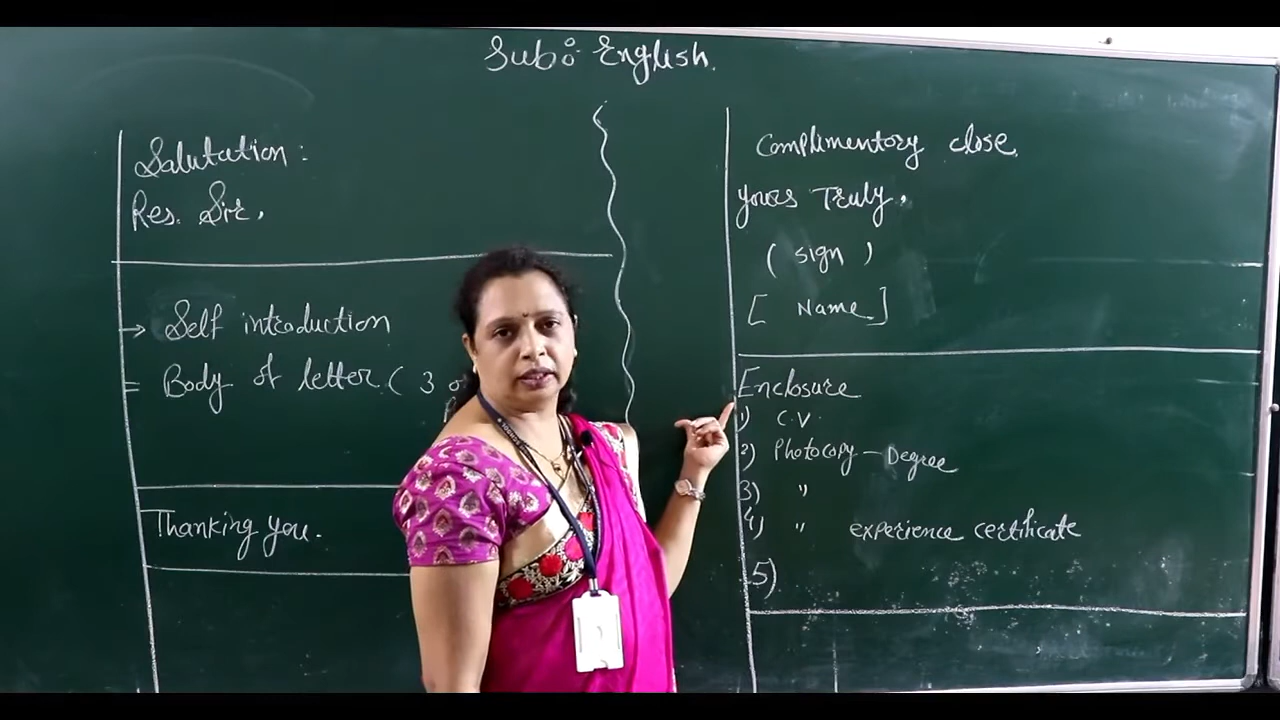 Sub: English.
Salutation:
Res. Sir,
→ Self introduction
= Body of letter ( 3
Thanking you.
Complimentory close.
yours Truly,
( sign )
[ Name ]
Enclosure
1) C.V.
2) Photocopy - Degree
3) "
4) " experience certificate
5)